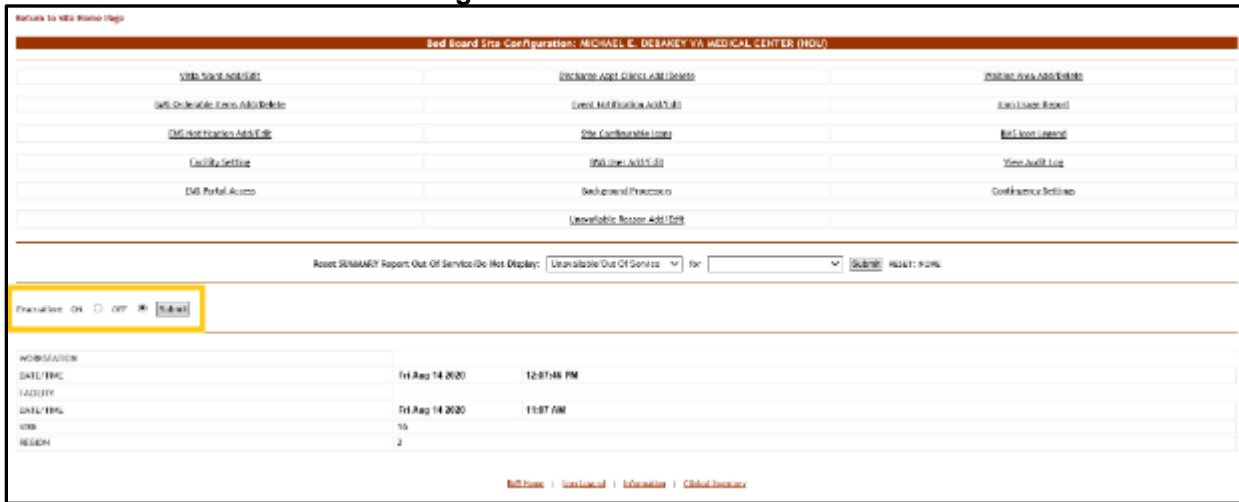 Return to Site Home Page
Bed Board Site Configuration: MICHAEL E. DEBAKEY VA MEDICAL CENTER (HOU)
Vista Ward Add/Edit
Discharge Appt Clinics Add/Delete
Waiting Area Add/Delete
BMS Orderable Items Add/Delete
Event Notification Add/Edit
Icon Usage Report
EMS Notification Add/Edit
Site Configurable Icons
BMS Icon Legend
Facility Setting
BMS User Add/Edit
View Audit Log
EMS Portal Access
Background Processors
Contingency Settings
Unavailable Reason Add/Edit
Reset SUMMARY Report Out Of Service/Do Not Display: Unavailable/Out Of Service for Submit RESET: NONE
Evacuation: ON OFF Submit
WORKSTATION
DATE/TIME Fri Aug 14 2020 12:07:46 PM
FACILITY
DATE/TIME Fri Aug 14 2020 11:07 AM
VISN 16
REGION 2
BMS Home | Icon Legend | Information | Clinical Inventory